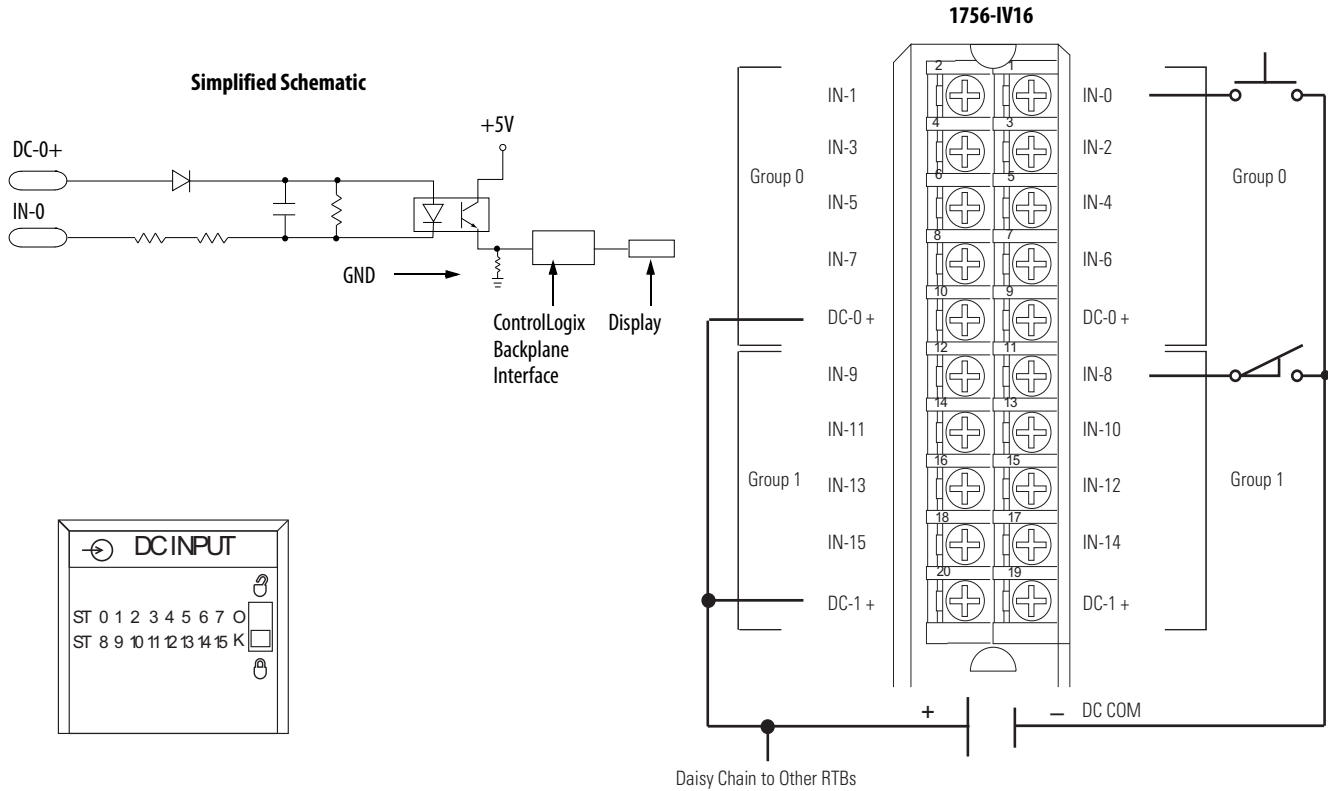 1756-IV16
Simplified Schematic
+5V
DC-0+
IN-0
GND
ControlLogix
Backplane
Interface
Display
DC INPUT
ST 0 1 2 3 4 5 6 7 O
ST 8 9 10 11 12 13 14 15 K
2 1
IN-1 IN-0
4 3
IN-3 IN-2
Group 0 Group 0
6 5
IN-5 IN-4
8 7
IN-7 IN-6
10 9
DC-0 + DC-0 +
12 11
IN-9 IN-8
14 13
IN-11 IN-10
16 15
Group 1 Group 1
IN-13 IN-12
18 17
IN-15 IN-14
20 19
DC-1 + DC-1 +
+ – DC COM
Daisy Chain to Other RTBs